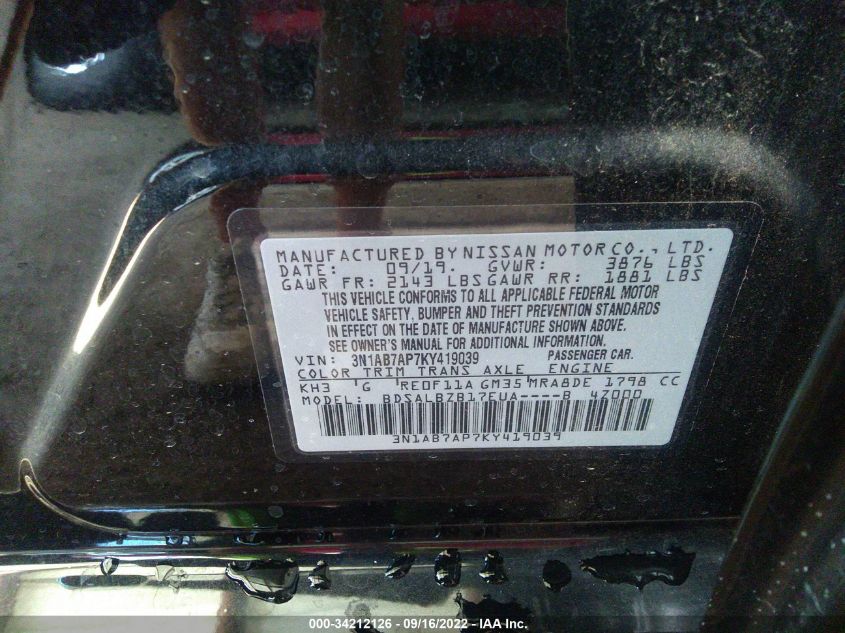 MANUFACTURED BY NISSAN MOTOR CO., LTD.
DATE: 09/19. GVWR: 3876 LBS
GAWR FR: 2143 LBS GAWR RR: 1881 LBS
THIS VEHICLE CONFORMS TO ALL APPLICABLE FEDERAL MOTOR
VEHICLE SAFETY, BUMPER AND THEFT PREVENTION STANDARDS
IN EFFECT ON THE DATE OF MANUFACTURE SHOWN ABOVE.
SEE OWNER'S MANUAL FOR ADDITIONAL INFORMATION.
VIN: 3N1AB7AP7KY419039 PASSENGER CAR.
COLOR TRIM TRANS AXLE ENGINE
KH3 'G 'RE0F11A GM35 'MRA8DE 1798 CC
MODEL: BDSALBZB17EUA----B 4Z000
3N1AB7AP7KY419039
000-34212126 - 09/16/2022 - IAA Inc.